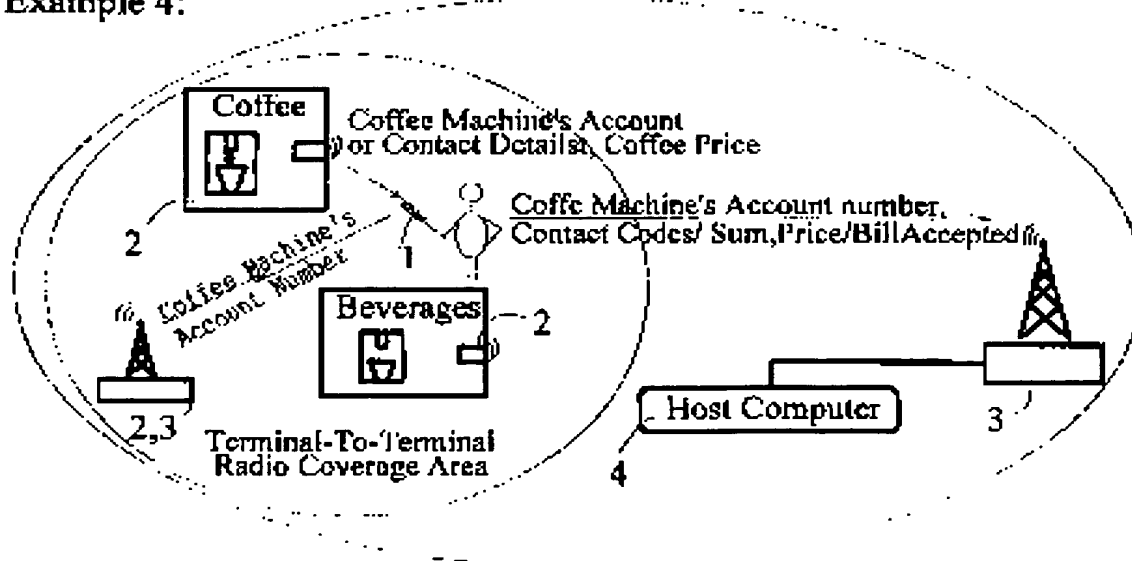 Example 4:
Coffee
Coffee Machine's Account
or Contact Details, Coffee Price
Coffe Machine's Account number,
Contact Codes/ Sum,Price/BillAccepted
2
1
Coffee Machine's
Account Number
Beverages
2
2,3
Terminal-To-Terminal
Radio Coverage Area
Host Computer
4
3